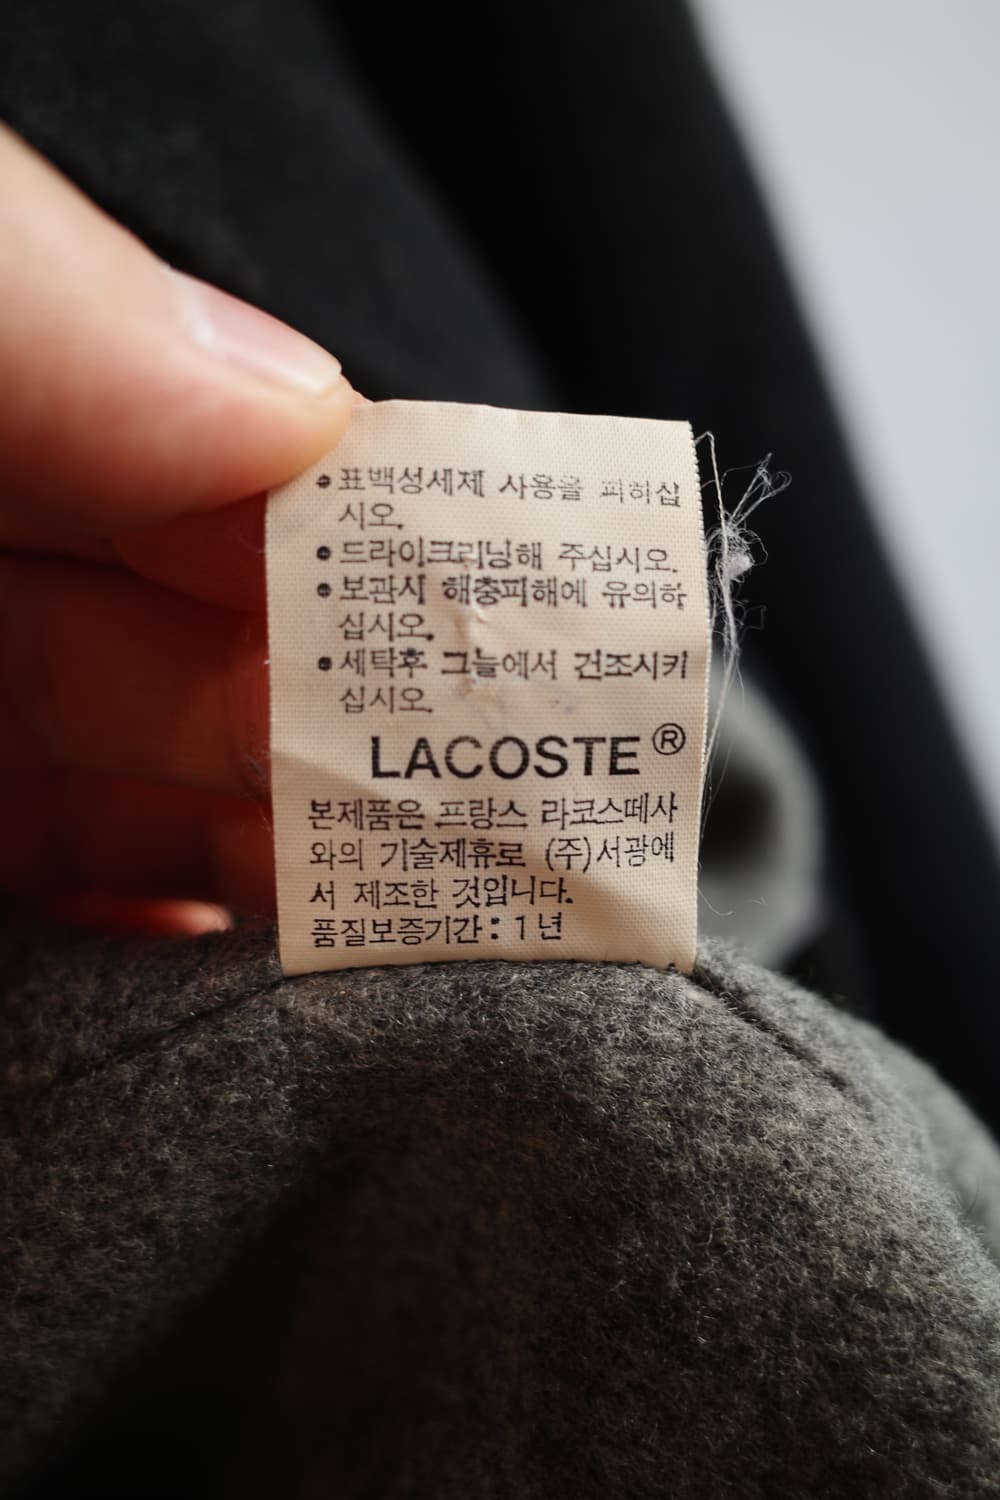 • 표백성세제 사용을 피하십
시오.
• 드라이크리닝해 주십시오.
• 보관시 해충피해에 유의하
십시오.
• 세탁후 그늘에서 건조시키
십시오.
LACOSTE ®
본제품은 프랑스 라코스떼사
와의 기술제휴로 (주)서광에
서 제조한 것입니다.
품질보증기간 : 1년